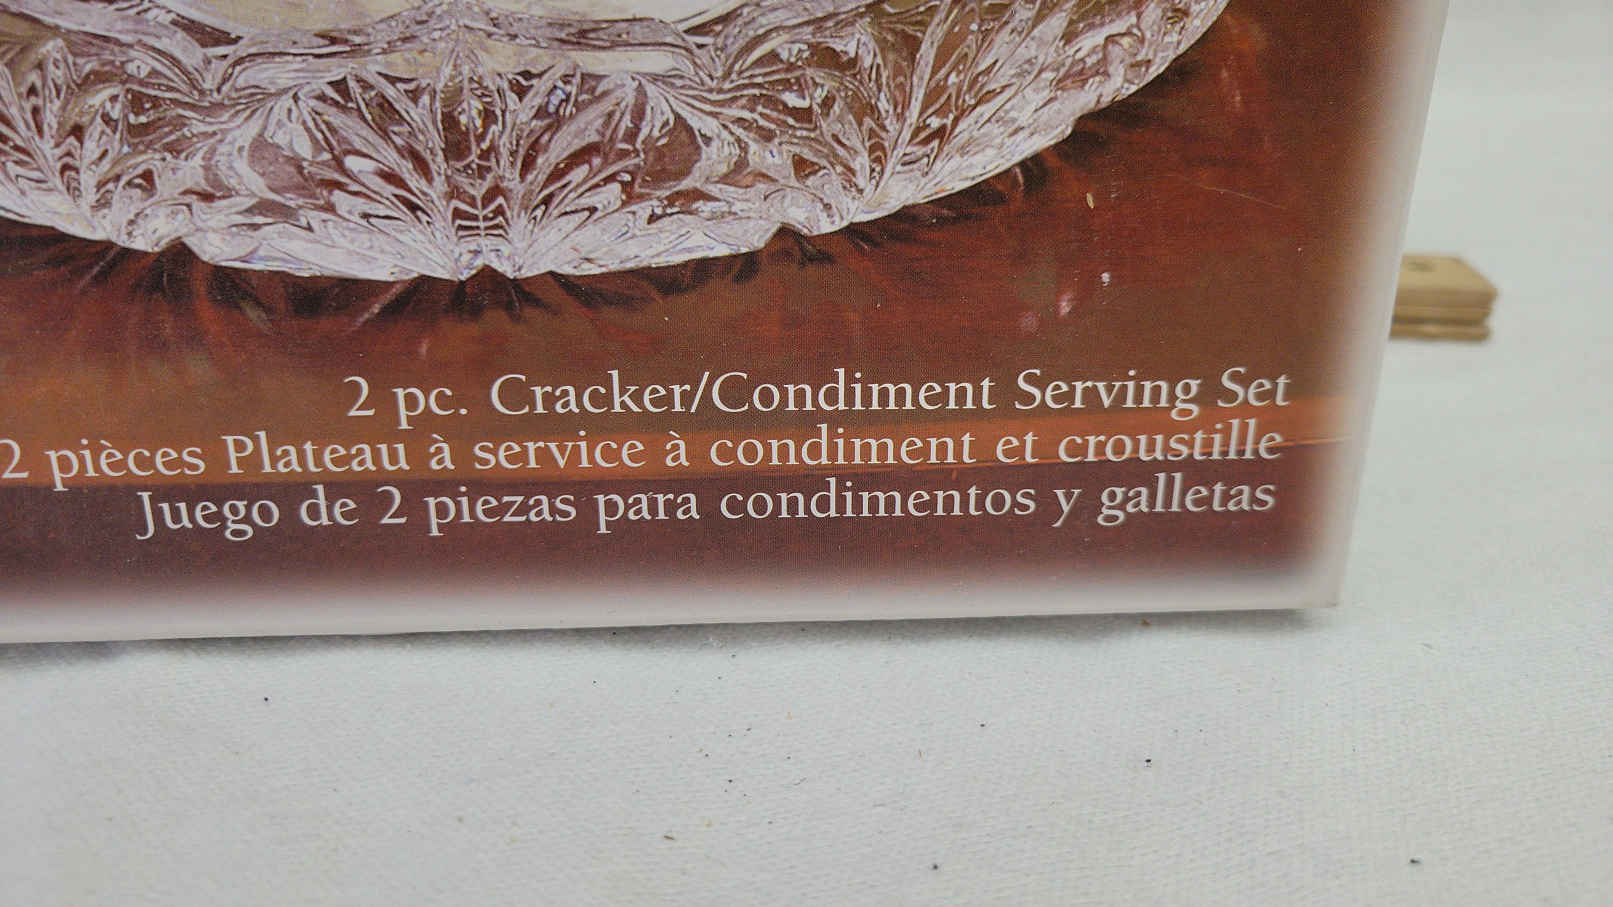 2 pc. Cracker/Condiment Serving Set
2 pièces Plateau à service à condiment et croustille
Juego de 2 piezas para condimentos y galletas